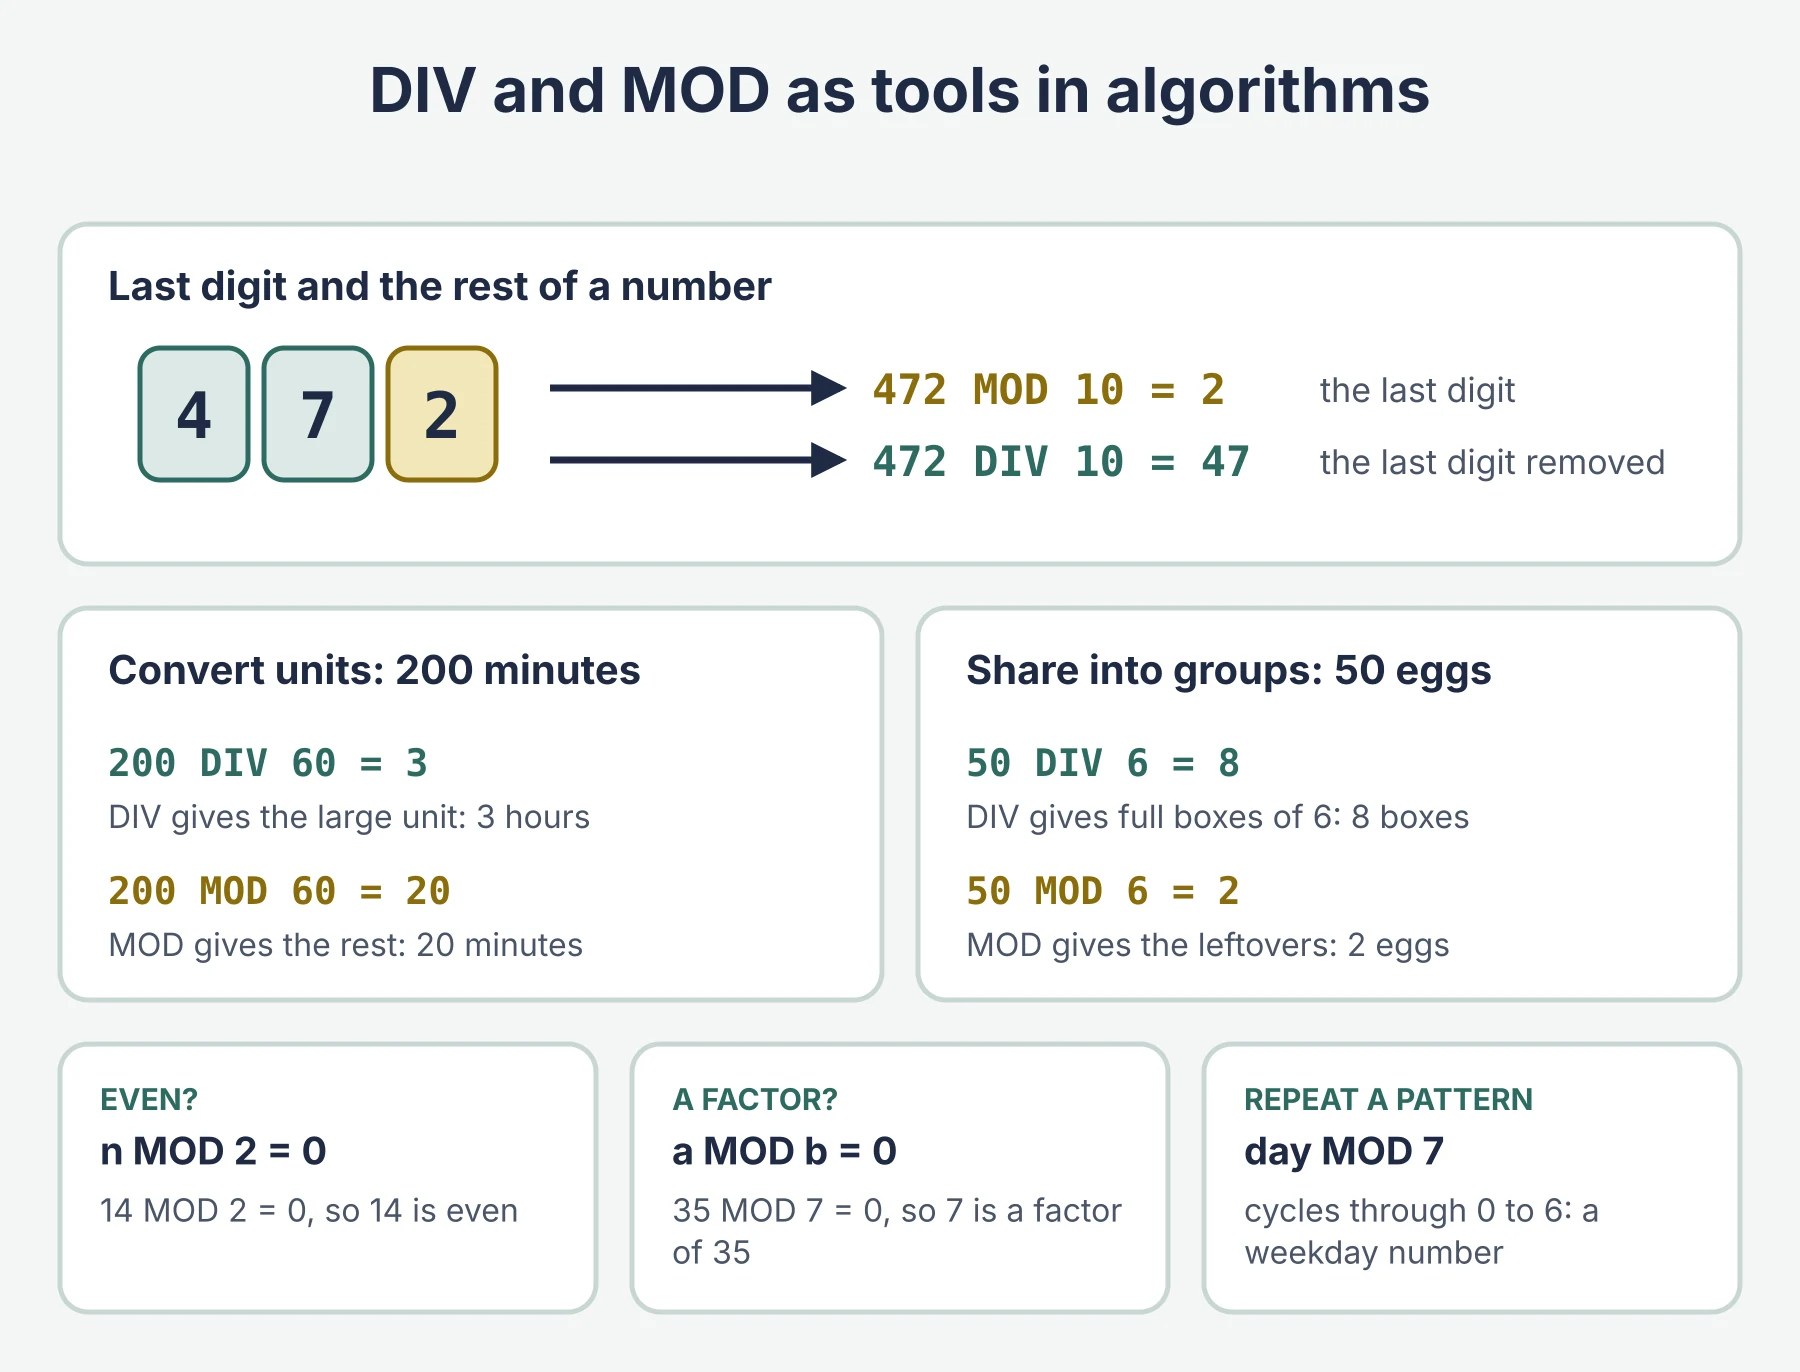 DIV and MOD as tools in algorithms
Last digit and the rest of a number
4 7 2
472 MOD 10 = 2 the last digit
472 DIV 10 = 47 the last digit removed
Convert units: 200 minutes
200 DIV 60 = 3
DIV gives the large unit: 3 hours
200 MOD 60 = 20
MOD gives the rest: 20 minutes
Share into groups: 50 eggs
50 DIV 6 = 8
DIV gives full boxes of 6: 8 boxes
50 MOD 6 = 2
MOD gives the leftovers: 2 eggs
EVEN?
n MOD 2 = 0
14 MOD 2 = 0, so 14 is even
A FACTOR?
a MOD b = 0
35 MOD 7 = 0, so 7 is a factor
of 35
REPEAT A PATTERN
day MOD 7
cycles through 0 to 6: a
weekday number